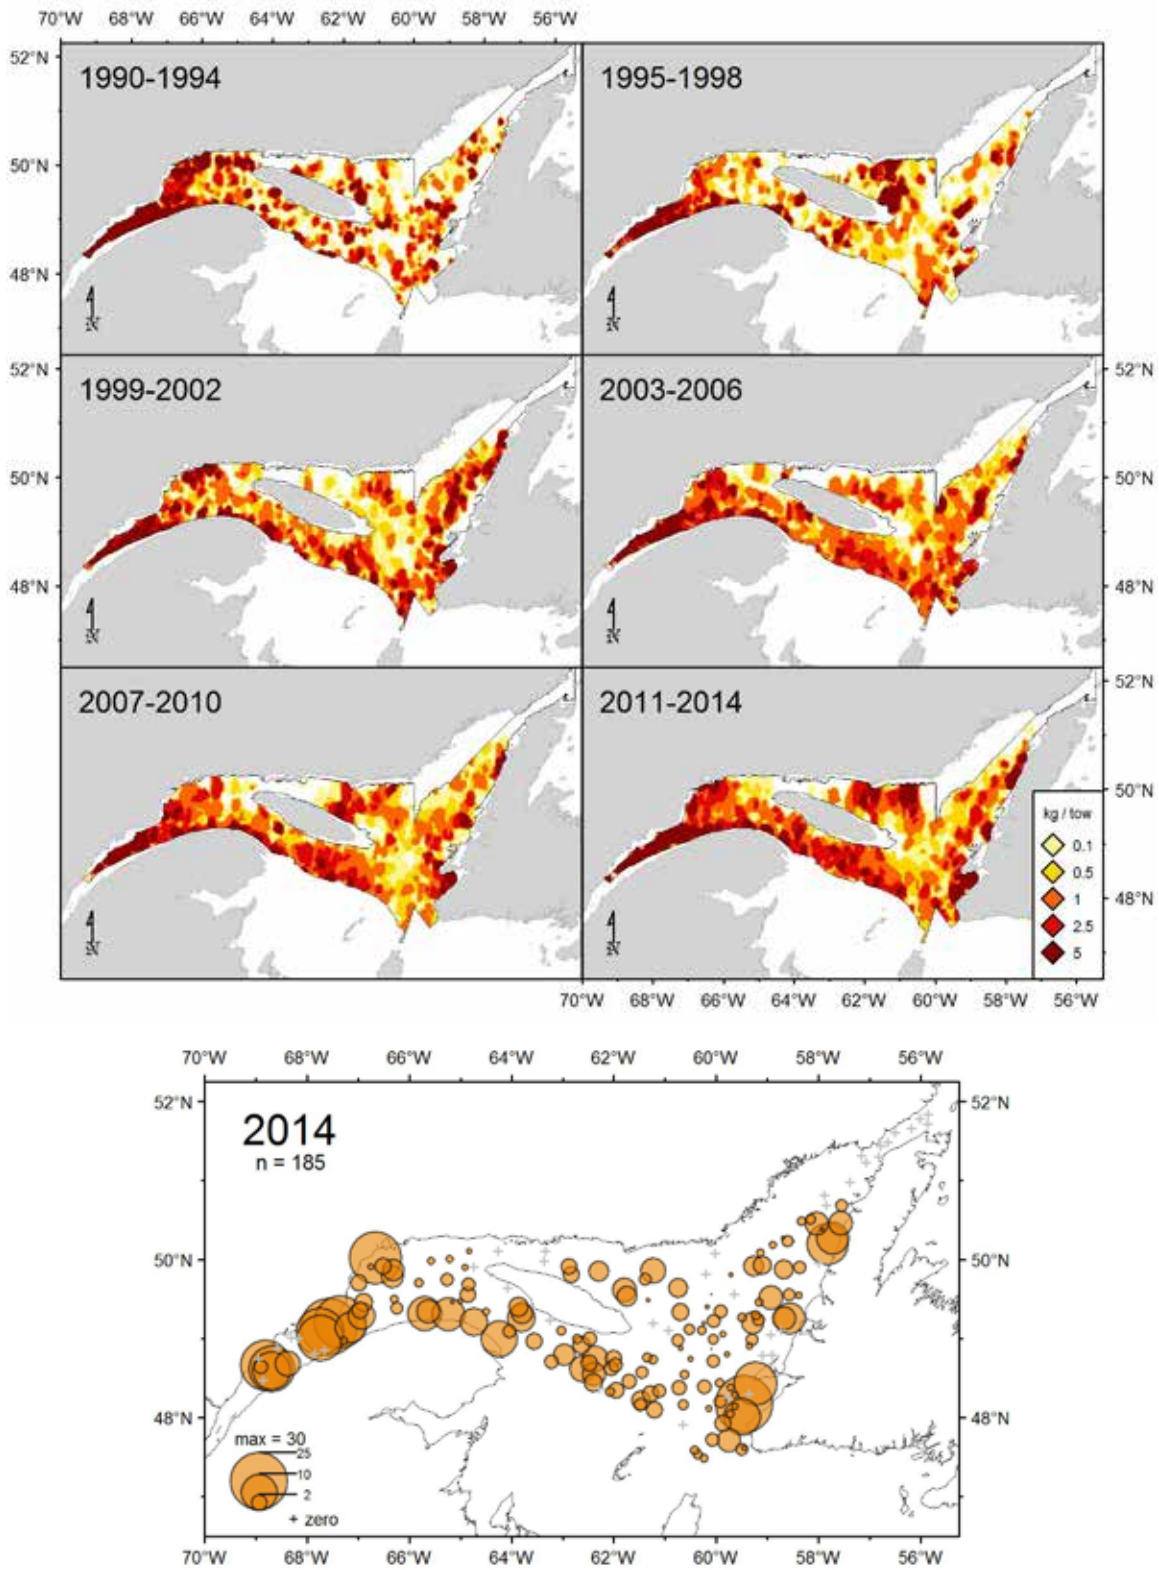 70°W 68°W 66°W 64°W 62°W 60°W 58°W 56°W
52°N
1990-1994
1995-1998
50°N
48°N
N
N
1999-2002
2003-2006
52°N
52°N
50°N
50°N
48°N
48°N
N
N
2007-2010
2011-2014
52°N
50°N
kg / tow
0.1
0.5
48°N
1
2.5
5
N
N
70°W 68°W 66°W 64°W 62°W 60°W 58°W 56°W
70°W 68°W 66°W 64°W 62°W 60°W 58°W 56°W
52°N
52°N
2014
n = 185
50°N
50°N
48°N
48°N
max = 30
25
10
2
+ zero
70°W 68°W 66°W 64°W 62°W 60°W 58°W 56°W